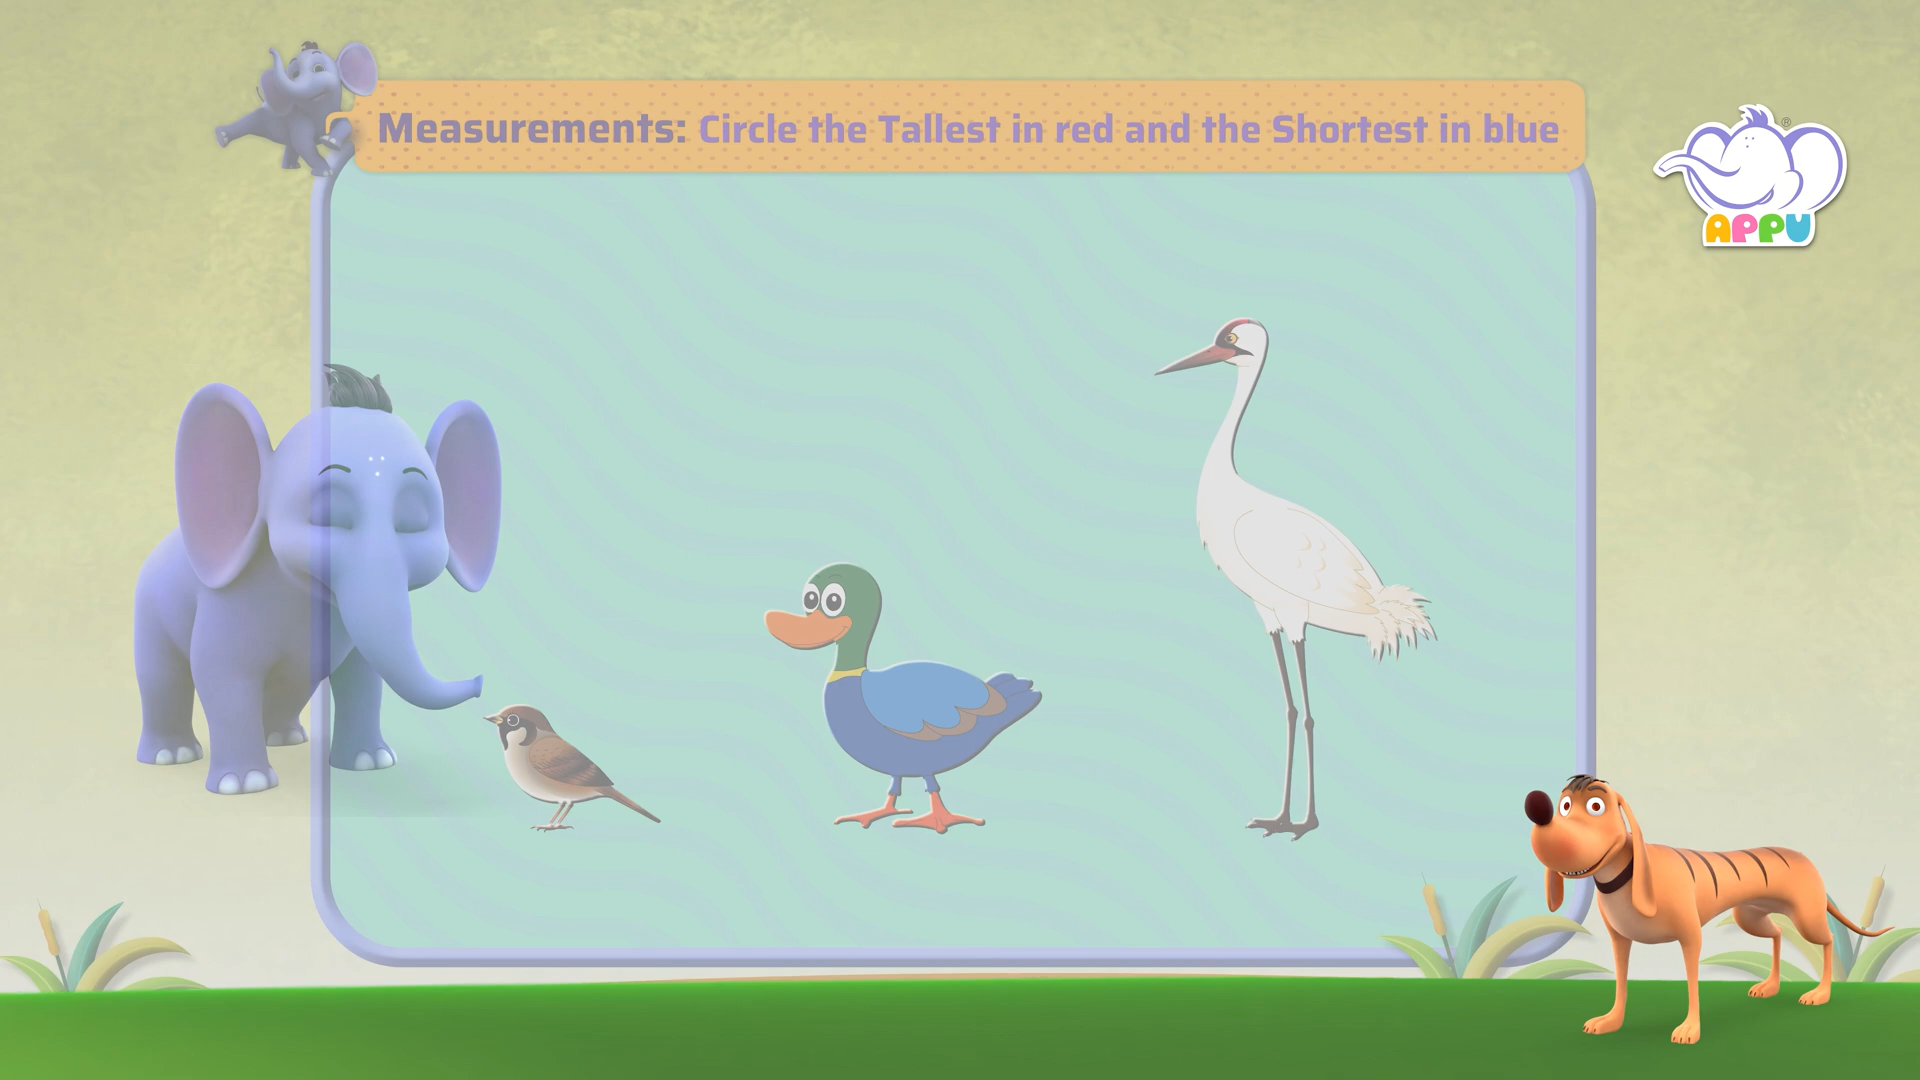 Measurements: Circle the Tallest in red and the Shortest in blue
®
APPU